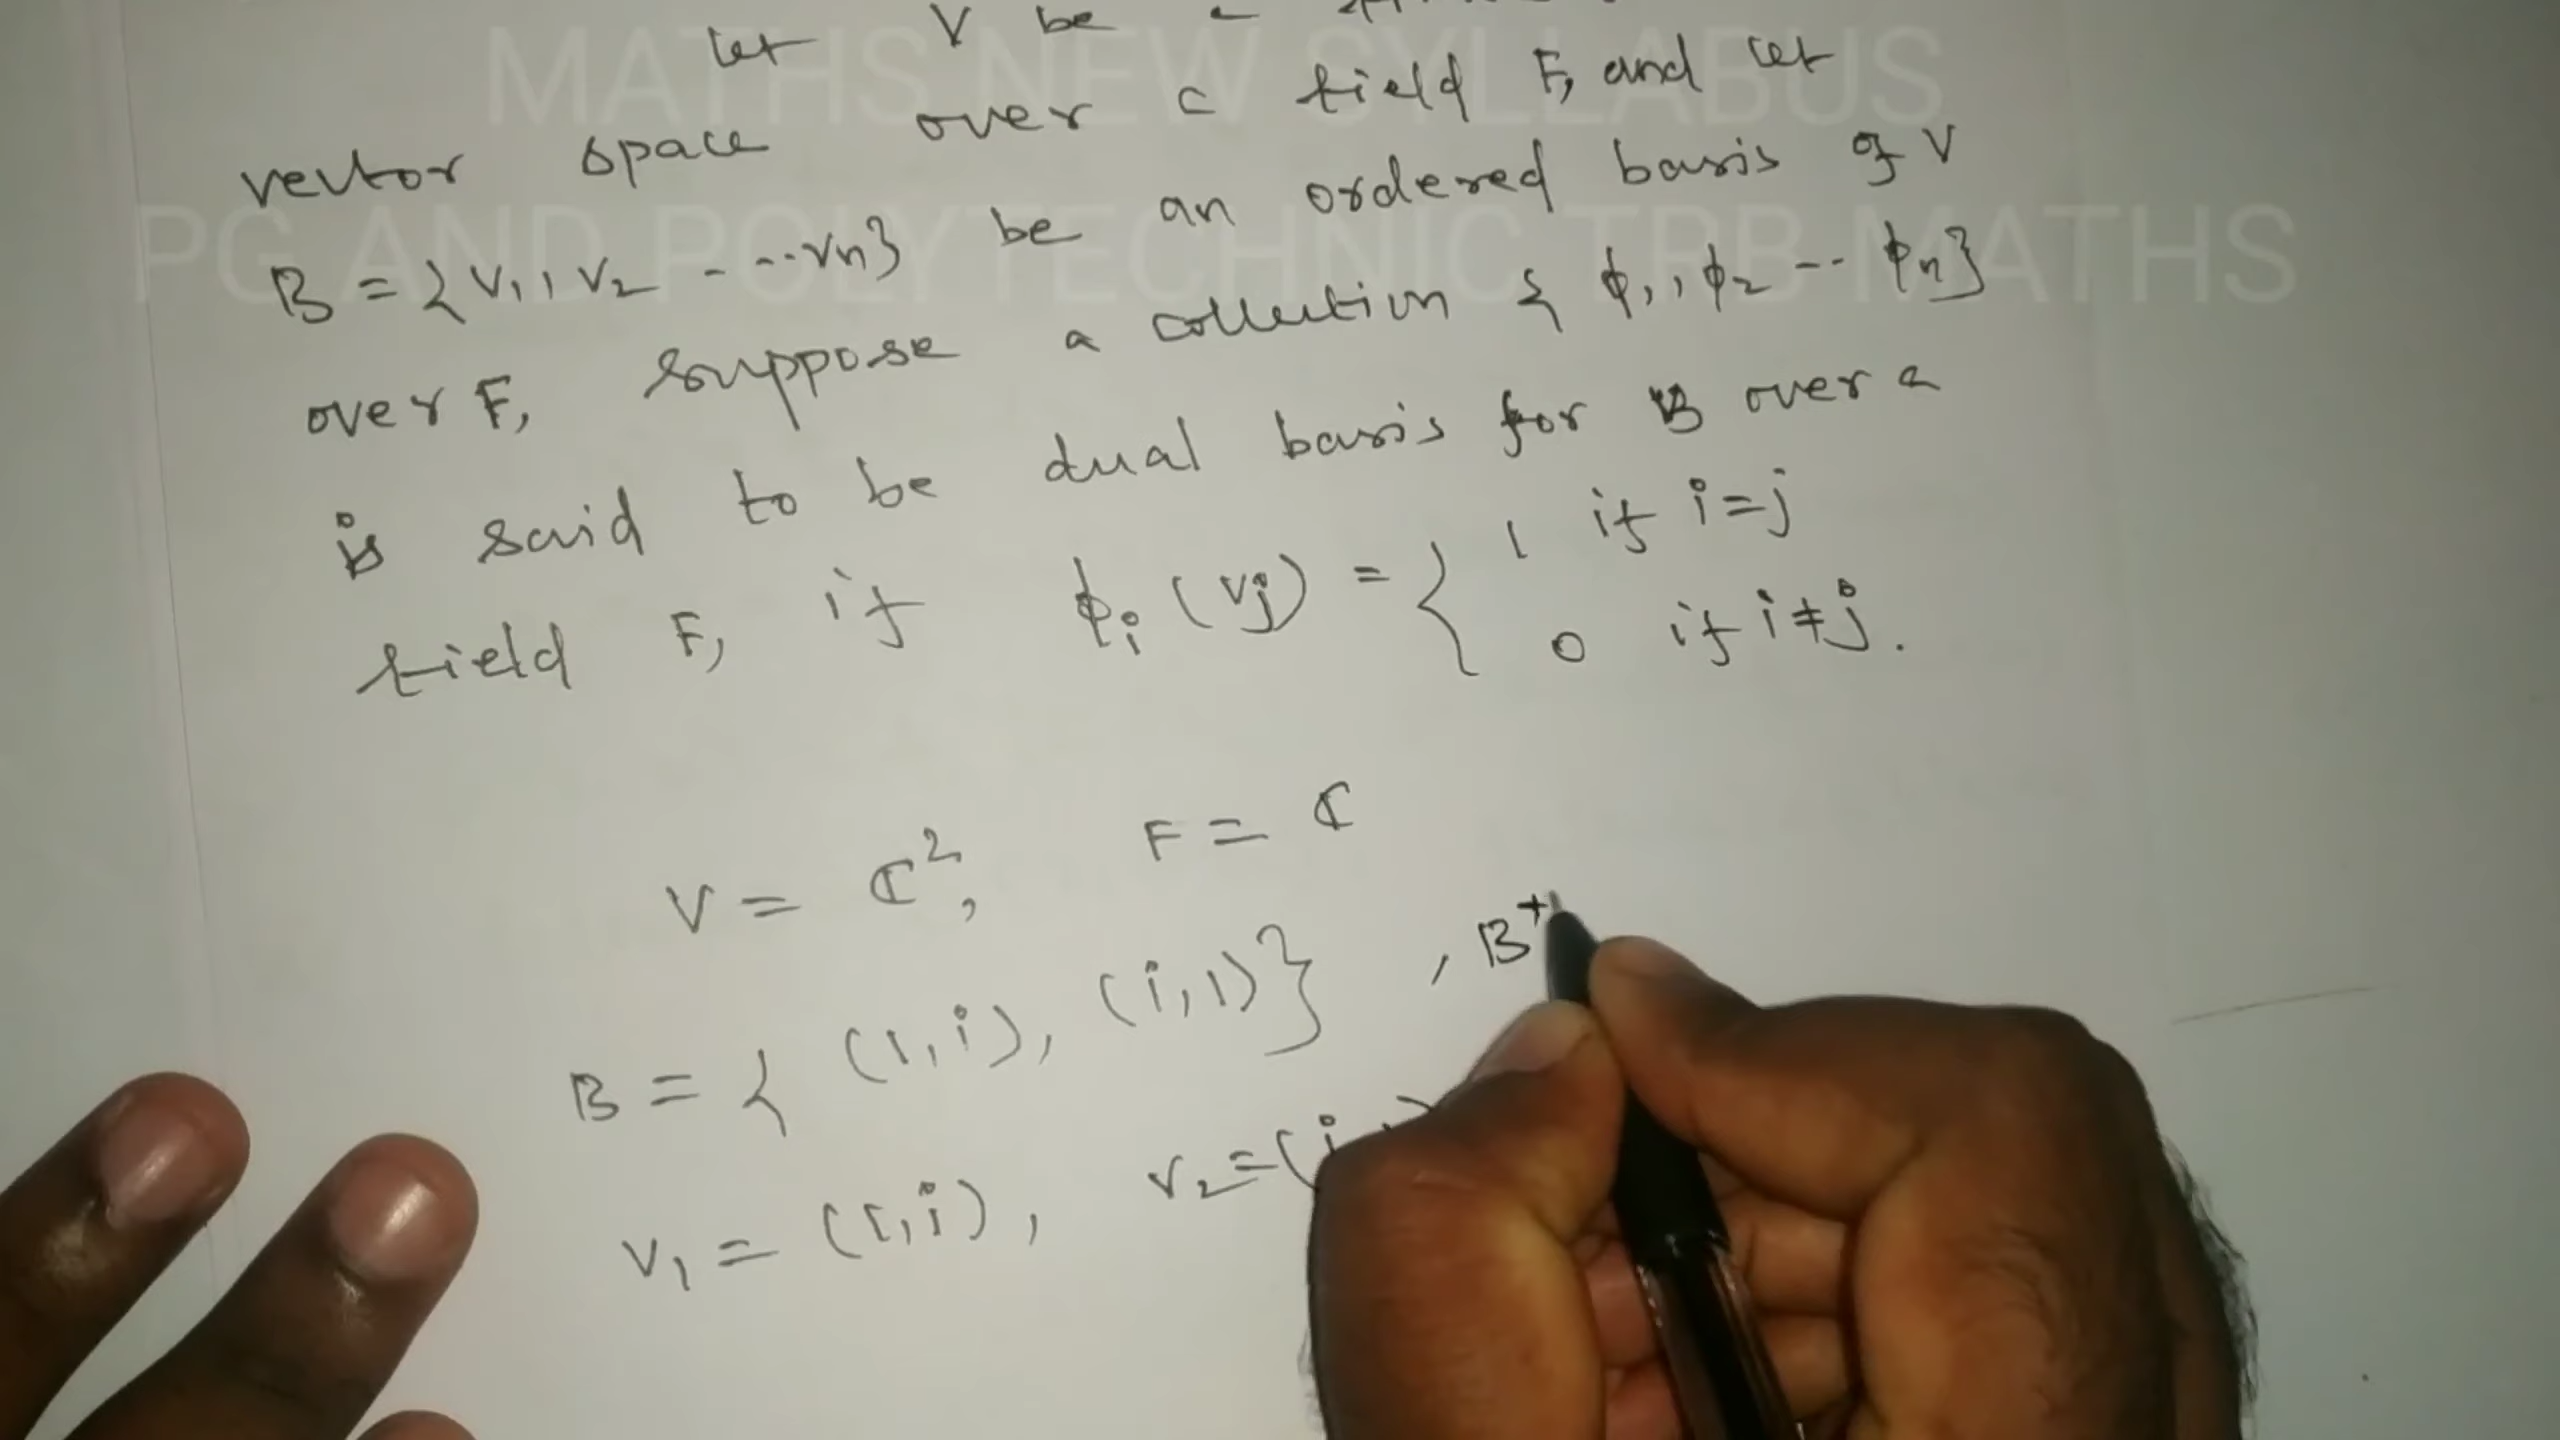 let V be a
MATHS NEW SYLLABUS
vector space over a field F, and let
PG AND POLYTECHNIC TRB MATHS
B = {v1, v2 - - .. vn} be an ordered basis of V
over F, suppose a collection { ϕ1, ϕ2 -- ϕn}
is said to be dual basis for B over a
field F, if ϕi (vj) = { 1 if i=j
0 if i≠j.
V = ℂ², F = ℂ
B = { (1,i), (i,1)} , B*
v1 = (1,i), v2=(i